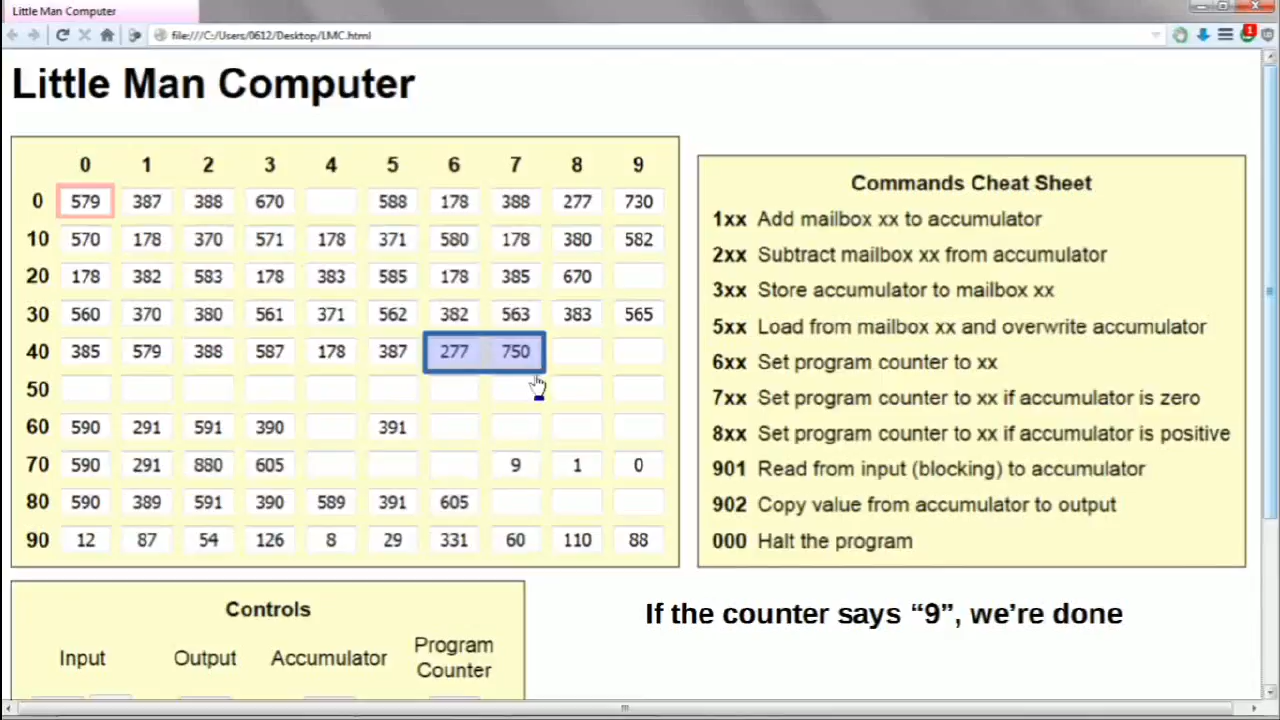 Little Man Computer
file:///C:/Users/0612/Desktop/LMC.html
1
Little Man Computer
0 1 2 3 4 5 6 7 8 9
0 579 387 388 670 588 178 388 277 730
10 570 178 370 571 178 371 580 178 380 582
20 178 382 583 178 383 585 178 385 670
30 560 370 380 561 371 562 382 563 383 565
40 385 579 388 587 178 387 277 750
50
60 590 291 591 390 391
70 590 291 880 605 9 1 0
80 590 389 591 390 589 391 605
90 12 87 54 126 8 29 331 60 110 88
Commands Cheat Sheet
1xx Add mailbox xx to accumulator
2xx Subtract mailbox xx from accumulator
3xx Store accumulator to mailbox xx
5xx Load from mailbox xx and overwrite accumulator
6xx Set program counter to xx
7xx Set program counter to xx if accumulator is zero
8xx Set program counter to xx if accumulator is positive
901 Read from input (blocking) to accumulator
902 Copy value from accumulator to output
000 Halt the program
Controls
Input Output Accumulator Program Counter
If the counter says “9”, we’re done